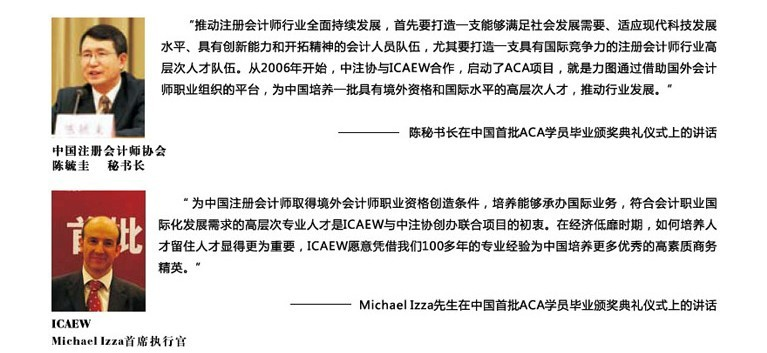 “推动注册会计师行业全面持续发展，首先要打造一支能够满足社会发展需要、适应现代科技发展
水平、具有创新能力和开拓精神的会计人员队伍，尤其要打造一支具有国际竞争力的注册会计师行业高
层次人才队伍。从2006年开始，中注协与ICAEW合作，启动了ACA项目，就是力图通过借助国外会计
师职业组织的平台，为中国培养一批具有境外资格和国际水平的高层次人才，推动行业发展。”
—————— 陈秘书长在中国首批ACA学员毕业颁奖典礼仪式上的讲话
陈毓圭
中国注册会计师协会
陈毓圭 秘书长
“ 为中国注册会计师取得境外会计师职业资格创造条件，培养能够承办国际业务，符合会计职业国
际化发展需求的高层次专业人才是ICAEW与中注协创办联合项目的初衷。在经济低靡时期，如何培养人
才留住人才显得更为重要，ICAEW愿意凭借我们100多年的专业经验为中国培养更多优秀的高素质商务
精英。“
—————— Michael Izza先生在中国首批ACA学员毕业颁奖典礼仪式上的讲话
首批
ICAEW
Michael Izza首席执行官